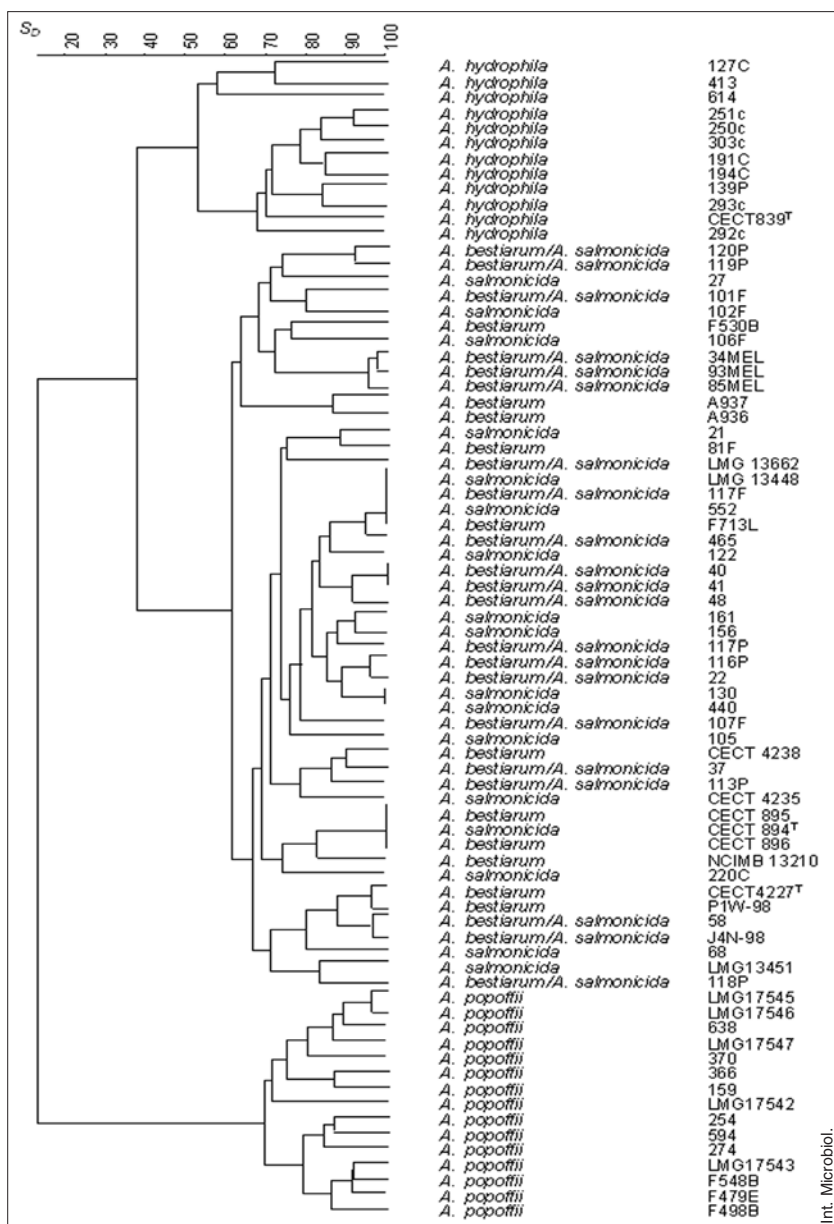 S_D
20 30 40 50 60 70 80 90 100
A. hydrophila 127C
A. hydrophila 413
A. hydrophila 614
A. hydrophila 251c
A. hydrophila 250c
A. hydrophila 303c
A. hydrophila 191C
A. hydrophila 194C
A. hydrophila 139P
A. hydrophila 293c
A. hydrophila CECT839ᵀ
A. hydrophila 292c
A. bestiarum/A. salmonicida 120P
A. bestiarum/A. salmonicida 119P
A. salmonicida 27
A. bestiarum/A. salmonicida 101F
A. salmonicida 102F
A. bestiarum F530B
A. salmonicida 106F
A. bestiarum/A. salmonicida 34MEL
A. bestiarum/A. salmonicida 93MEL
A. bestiarum/A. salmonicida 85MEL
A. bestiarum A937
A. bestiarum A936
A. salmonicida 21
A. bestiarum 81F
A. bestiarum/A. salmonicida LMG 13662
A. salmonicida LMG 13448
A. bestiarum/A. salmonicida 117F
A. salmonicida 552
A. bestiarum F713L
A. bestiarum/A. salmonicida 465
A. salmonicida 122
A. bestiarum/A. salmonicida 40
A. bestiarum/A. salmonicida 41
A. bestiarum/A. salmonicida 48
A. salmonicida 161
A. salmonicida 156
A. bestiarum/A. salmonicida 117P
A. bestiarum/A. salmonicida 116P
A. bestiarum/A. salmonicida 22
A. salmonicida 130
A. salmonicida 440
A. bestiarum/A. salmonicida 107F
A. salmonicida 105
A. bestiarum CECT 4238
A. bestiarum/A. salmonicida 37
A. bestiarum/A. salmonicida 113P
A. salmonicida CECT 4235
A. bestiarum CECT 895
A. salmonicida CECT 894ᵀ
A. bestiarum CECT 896
A. bestiarum NCIMB 13210
A. salmonicida 220C
A. bestiarum CECT4227ᵀ
A. bestiarum P1W-98
A. bestiarum/A. salmonicida 58
A. bestiarum/A. salmonicida J4N-98
A. salmonicida 68
A. salmonicida LMG13451
A. bestiarum/A. salmonicida 118P
A. popoffii LMG17545
A. popoffii LMG17546
A. popoffii 638
A. popoffii LMG17547
A. popoffii 370
A. popoffii 366
A. popoffii 159
A. popoffii LMG17542
A. popoffii 254
A. popoffii 594
A. popoffii 274
A. popoffii LMG17543
A. popoffii F548B
A. popoffii F479E
A. popoffii F498B
Int. Microbiol.